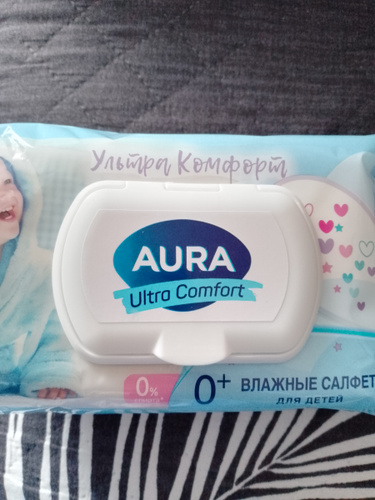 Ультра Комфорт
AURA
Ultra Comfort
0%
0+ ВЛАЖНЫЕ САЛФЕТ
ДЛЯ ДЕТЕЙ